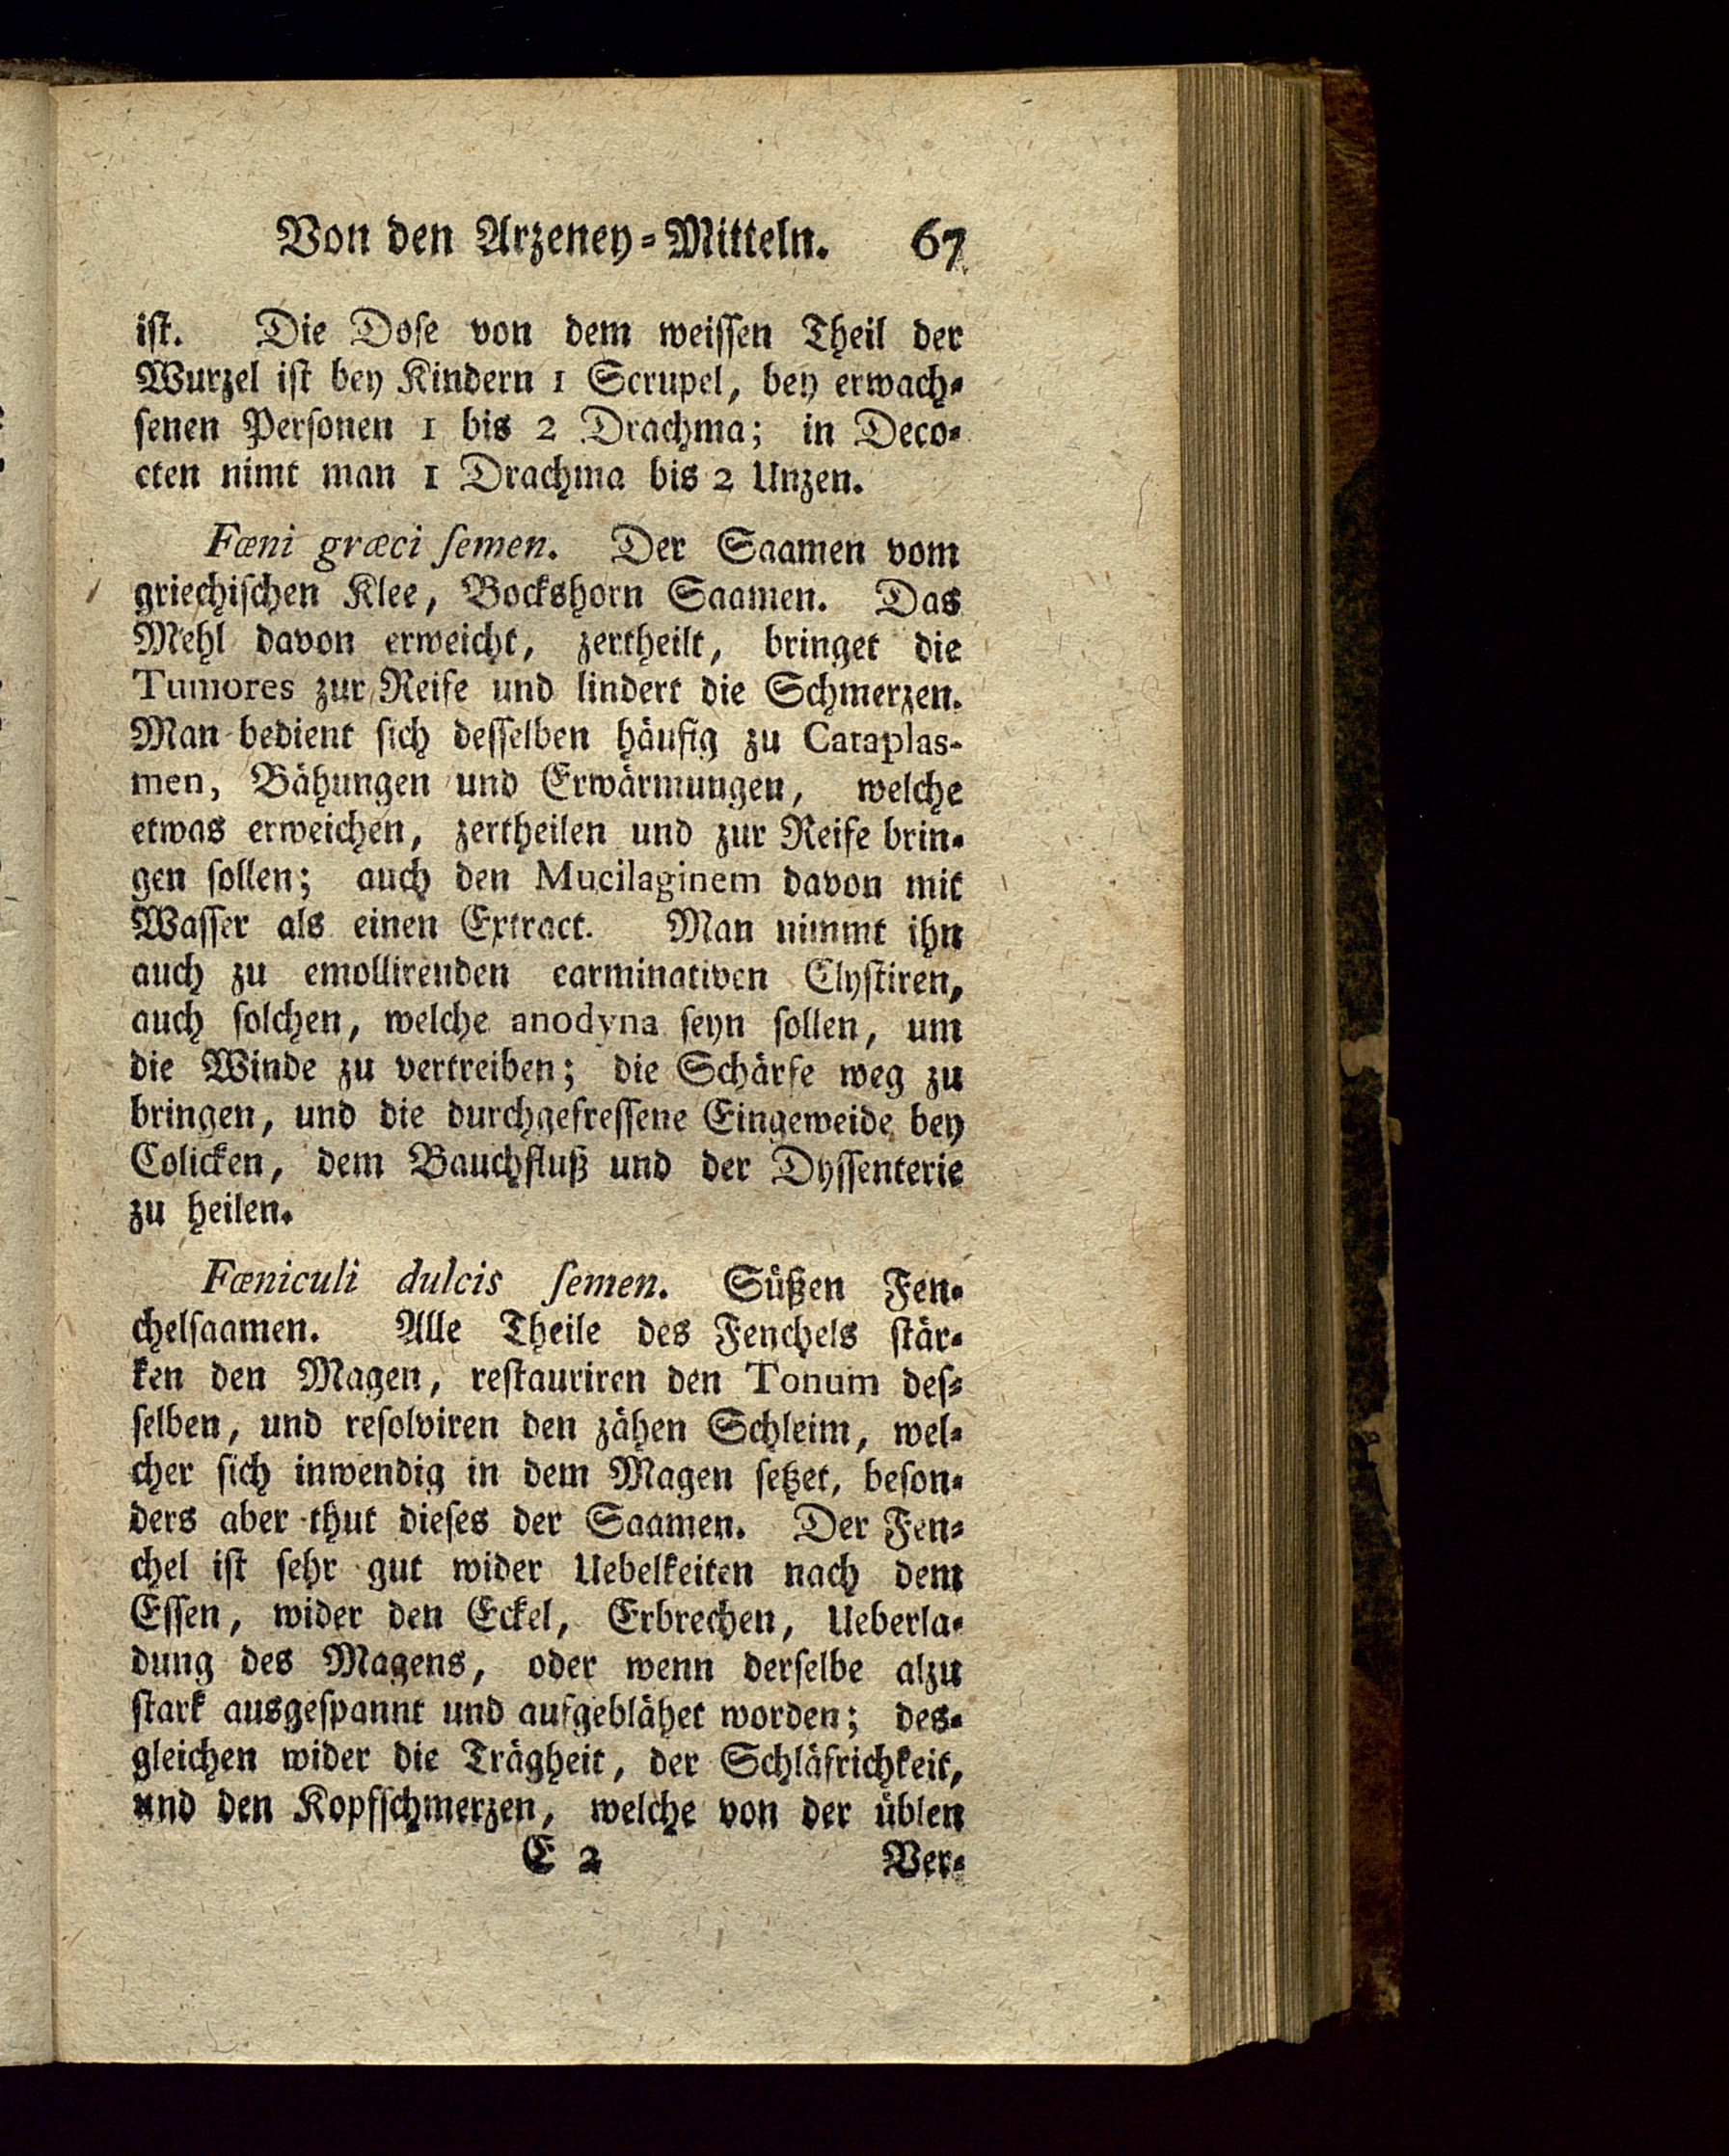 Von den Arzeney-Mitteln. 67
ist. Die Dose von dem weissen Theil der
Wurzel ist bey Kindern 1 Scrupel, bey erwach-
senen Personen 1 bis 2 Drachma; in Deco-
cten nimt man 1 Drachma bis 2 Unzen.
Fœni græci ſemen. Der Saamen vom
griechischen Klee, Bockshorn Saamen. Das
Mehl davon erweicht, zertheilt, bringet die
Tumores zur Reife und lindert die Schmerzen.
Man bedient sich desselben häufig zu Cataplas-
men, Bähungen und Erwärmungen, welche
etwas erweichen, zertheilen und zur Reife brin-
gen sollen; auch den Mucilaginem davon mit
Wasser als einen Extract. Man nimmt ihn
auch zu emollirenden carminativen Clystiren,
auch solchen, welche anodyna seyn sollen, um
die Winde zu vertreiben; die Schärfe weg zu
bringen, und die durchgefressene Eingeweide bey
Colicken, dem Bauchfluß und der Dyssenterie
zu heilen.
Fœniculi dulcis ſemen. Süßen Fen-
chelsaamen. Alle Theile des Fenchels stär-
ken den Magen, restauriren den Tonum des-
selben, und resolviren den zähen Schleim, wel-
cher sich inwendig in dem Magen setzet, beson-
ders aber thut dieses der Saamen. Der Fen-
chel ist sehr gut wider Uebelkeiten nach dem
Essen, wider den Eckel, Erbrechen, Ueberla-
dung des Magens, oder wenn derselbe alzu
stark ausgespannt und aufgeblähet worden; des-
gleichen wider die Trägheit, der Schläfrichkeit,
und den Kopfschmerzen, welche von der üblen
E 2 Ver-